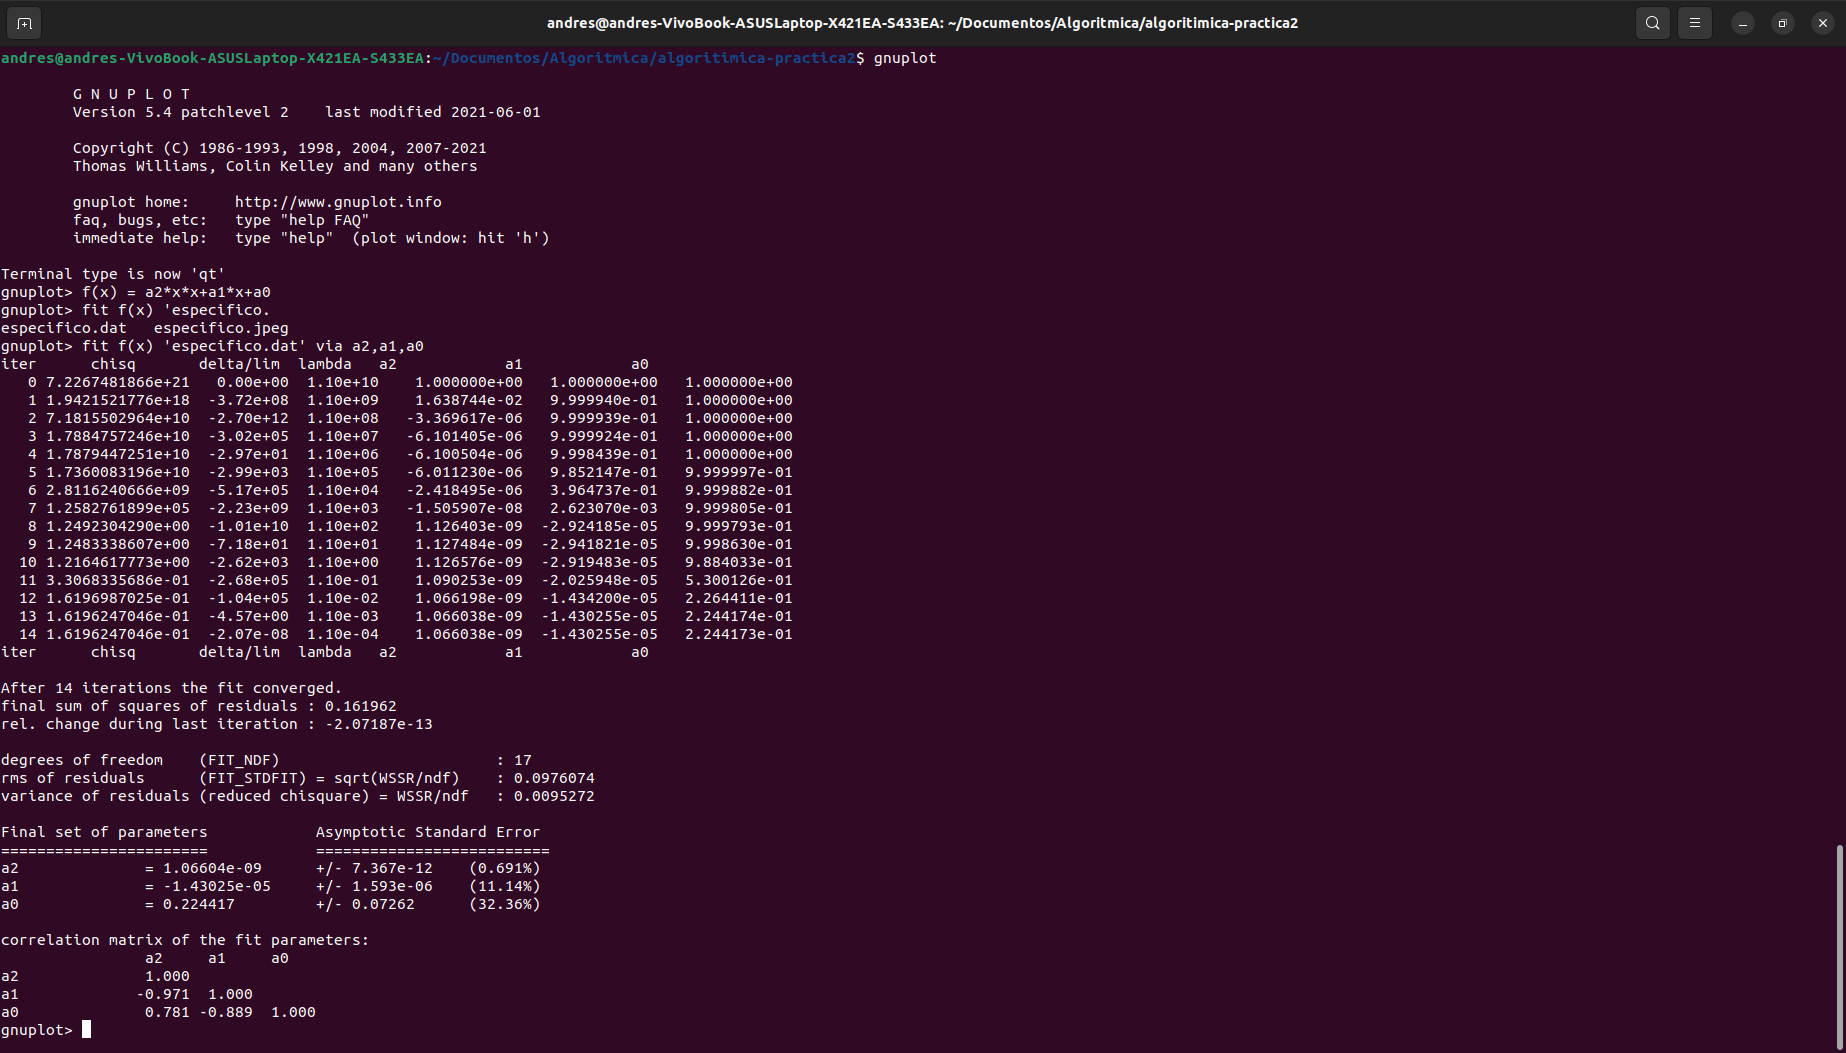 andres@andres-VivoBook-ASUSLaptop-X421EA-S433EA: ~/Documentos/Algoritmica/algoritimica-practica2
andres@andres-VivoBook-ASUSLaptop-X421EA-S433EA:~/Documentos/Algoritmica/algoritimica-practica2$ gnuplot
G N U P L O T
Version 5.4 patchlevel 2    last modified 2021-06-01
Copyright (C) 1986-1993, 1998, 2004, 2007-2021
Thomas Williams, Colin Kelley and many others
gnuplot home:     http://www.gnuplot.info
faq, bugs, etc:   type "help FAQ"
immediate help:   type "help"  (plot window: hit 'h')
Terminal type is now 'qt'
gnuplot> f(x) = a2*x*x+a1*x+a0
gnuplot> fit f(x) 'especifico.
especifico.dat   especifico.jpeg
gnuplot> fit f(x) 'especifico.dat' via a2,a1,a0
iter      chisq       delta/lim  lambda   a2            a1            a0
0 7.2267481866e+21   0.00e+00  1.10e+10    1.000000e+00   1.000000e+00   1.000000e+00
1 1.9421521776e+18  -3.72e+08  1.10e+09    1.638744e-02   9.999940e-01   1.000000e+00
2 7.1815502964e+10  -2.70e+12  1.10e+08   -3.369617e-06   9.999939e-01   1.000000e+00
3 1.7884757246e+10  -3.02e+05  1.10e+07   -6.101405e-06   9.999924e-01   1.000000e+00
4 1.7879447251e+10  -2.97e+01  1.10e+06   -6.100504e-06   9.998439e-01   1.000000e+00
5 1.7360083196e+10  -2.99e+03  1.10e+05   -6.011230e-06   9.852147e-01   9.999997e-01
6 2.8116240666e+09  -5.17e+05  1.10e+04   -2.418495e-06   3.964737e-01   9.999882e-01
7 1.2582761899e+05  -2.23e+09  1.10e+03   -1.505907e-08   2.623070e-03   9.999805e-01
8 1.2492304290e+00  -1.01e+10  1.10e+02    1.126403e-09  -2.924185e-05   9.999793e-01
9 1.2483338607e+00  -7.18e+01  1.10e+01    1.127484e-09  -2.941821e-05   9.998630e-01
10 1.2164617773e+00  -2.62e+03  1.10e+00    1.126576e-09  -2.919483e-05   9.884033e-01
11 3.3068335686e-01  -2.68e+05  1.10e-01    1.090253e-09  -2.025948e-05   5.300126e-01
12 1.6196987025e-01  -1.04e+05  1.10e-02    1.066198e-09  -1.434200e-05   2.264411e-01
13 1.6196247046e-01  -4.57e+00  1.10e-03    1.066038e-09  -1.430255e-05   2.244174e-01
14 1.6196247046e-01  -2.07e-08  1.10e-04    1.066038e-09  -1.430255e-05   2.244173e-01
iter      chisq       delta/lim  lambda   a2            a1            a0
After 14 iterations the fit converged.
final sum of squares of residuals : 0.161962
rel. change during last iteration : -2.07187e-13
degrees of freedom    (FIT_NDF)                        : 17
rms of residuals      (FIT_STDFIT) = sqrt(WSSR/ndf)    : 0.0976074
variance of residuals (reduced chisquare) = WSSR/ndf   : 0.0095272
Final set of parameters            Asymptotic Standard Error
=======================            ==========================
a2              = 1.06604e-09      +/- 7.367e-12    (0.691%)
a1              = -1.43025e-05     +/- 1.593e-06    (11.14%)
a0              = 0.224417         +/- 0.07262      (32.36%)
correlation matrix of the fit parameters:
a2     a1     a0
a2              1.000
a1             -0.971  1.000
a0              0.781 -0.889  1.000
gnuplot>